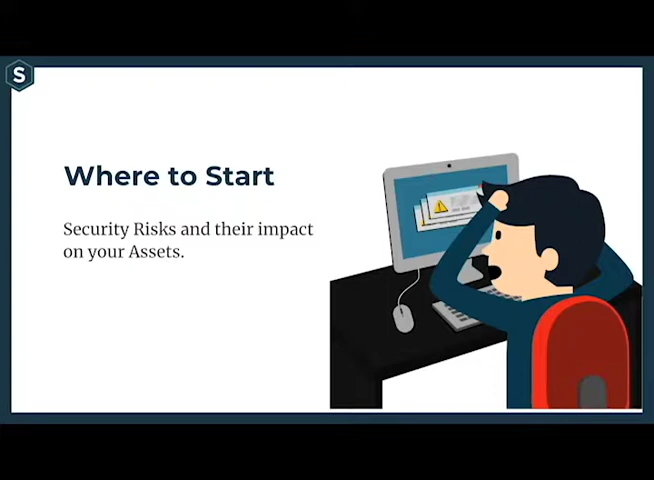 S
Where to Start
Security Risks and their impact
on your Assets.